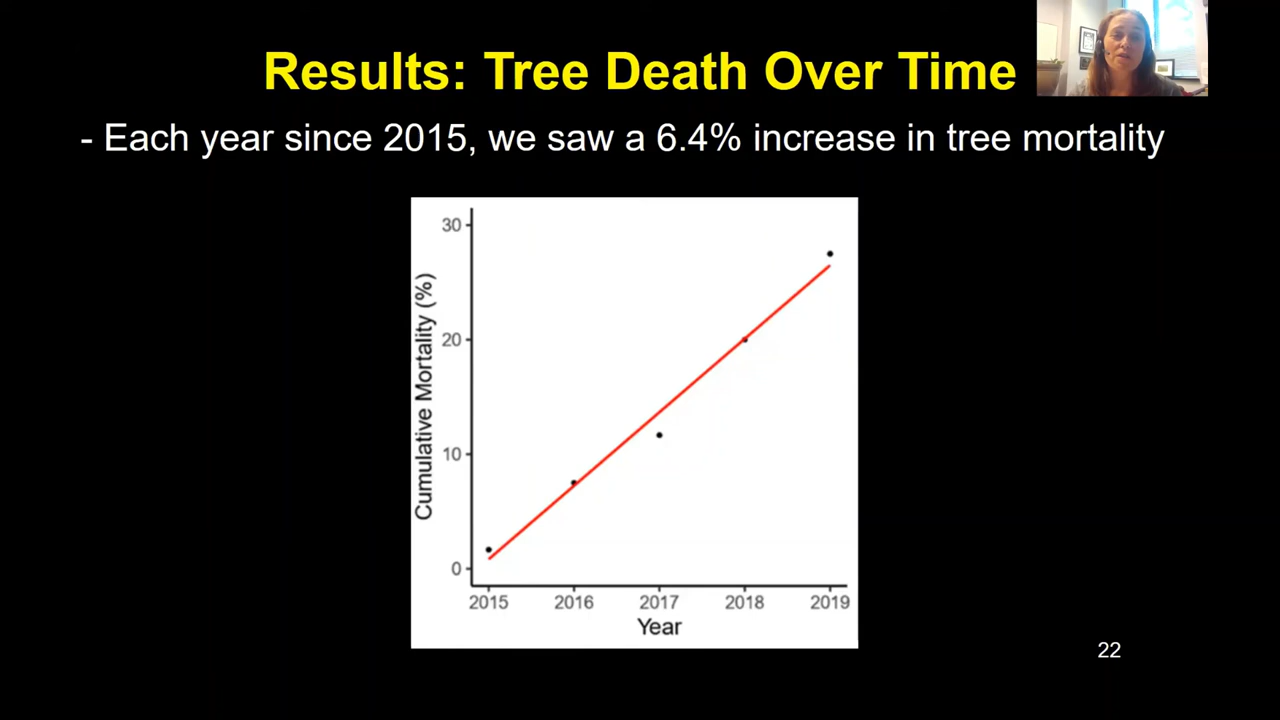 Results: Tree Death Over Time
- Each year since 2015, we saw a 6.4% increase in tree mortality
30
20
10
0
Cumulative Mortality (%)
2015 2016 2017 2018 2019
Year
22